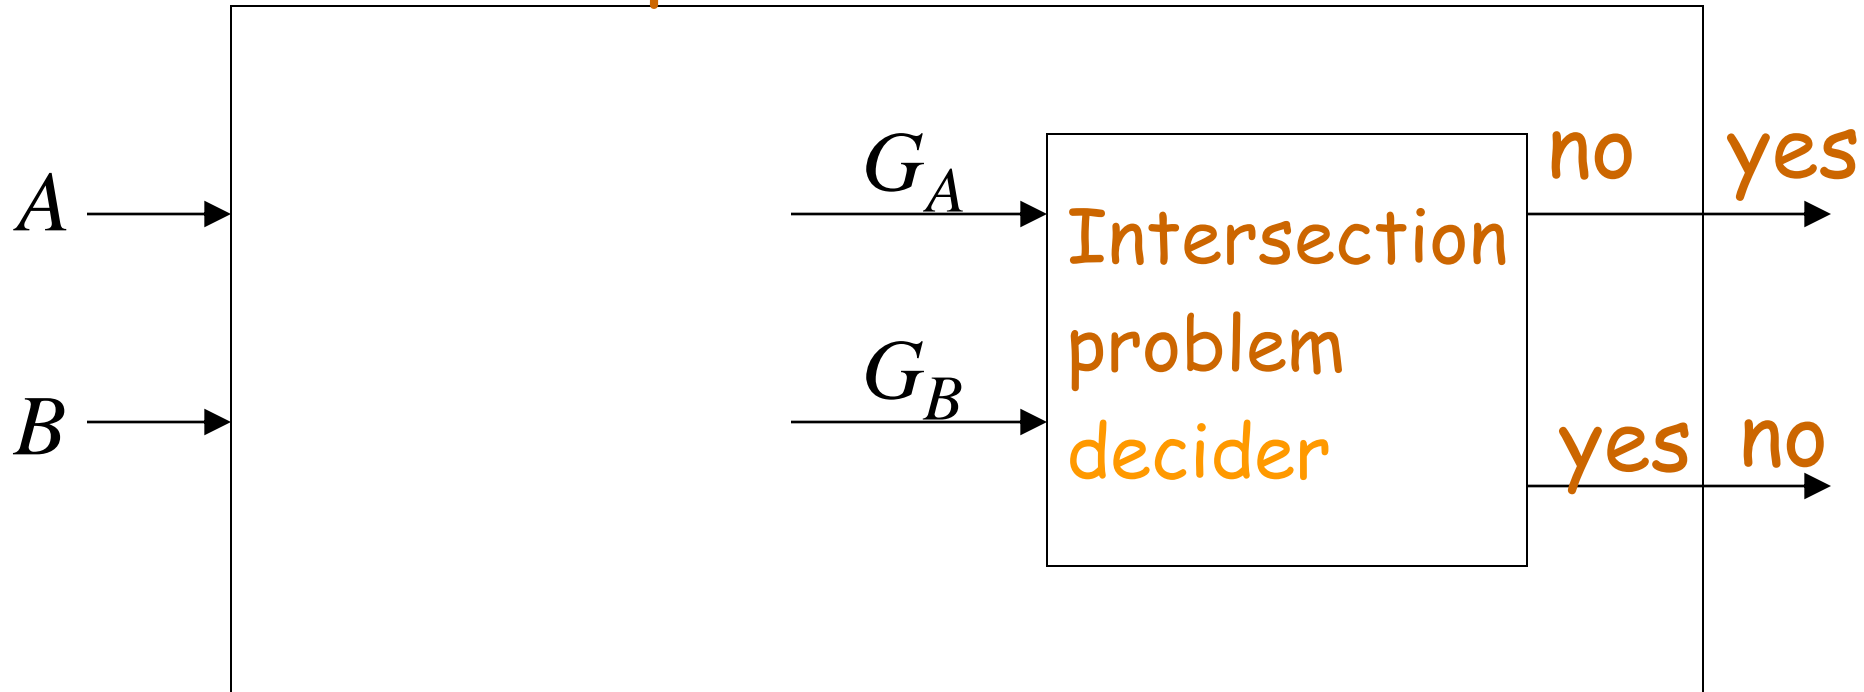 A
B
G_A
G_B
Intersection
problem
decider
no yes
yes no